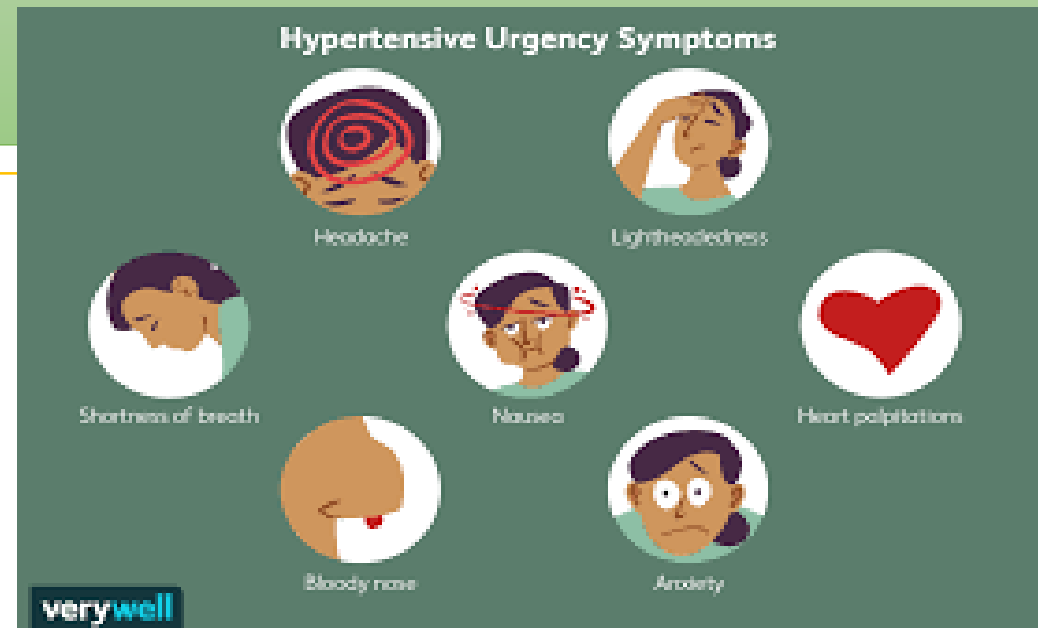 Hypertensive Urgency Symptoms
Headache
Lightheadedness
Shortness of breath
Nausea
Heart palpitations
Bloody nose
Anxiety
verywell